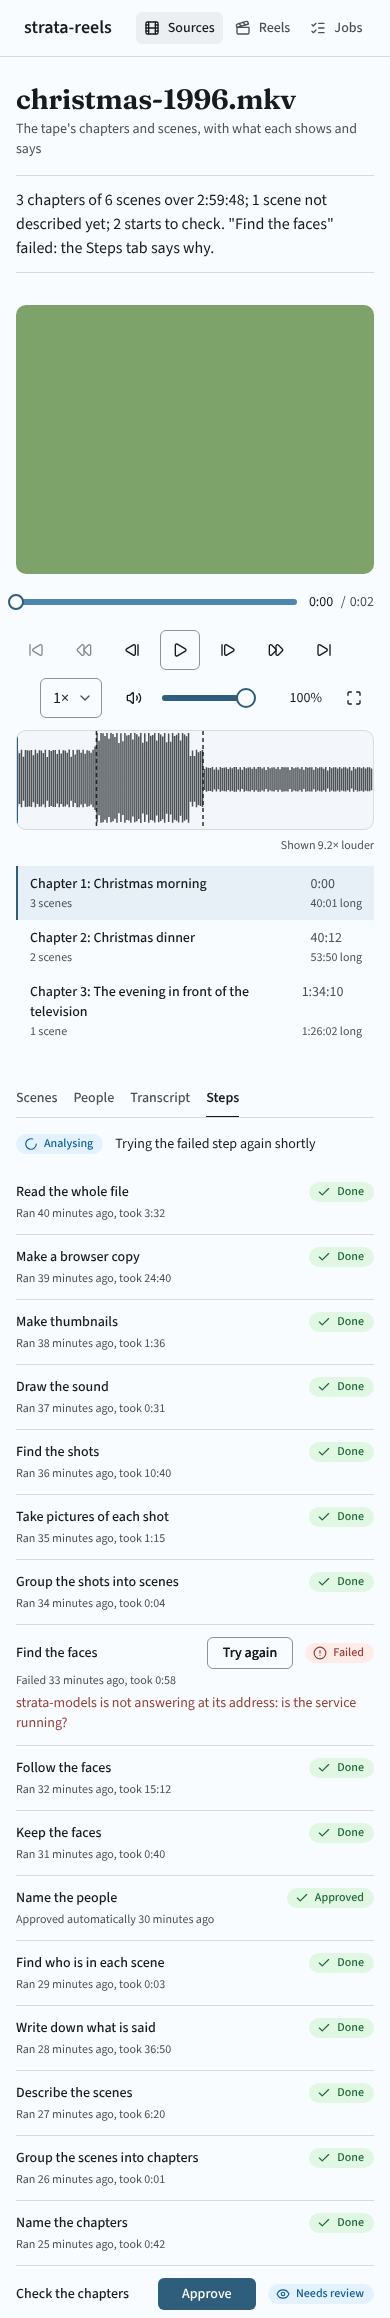 strata-reels Sources Reels Jobs
christmas-1996.mkv
The tape's chapters and scenes, with what each shows and
says
3 chapters of 6 scenes over 2:59:48; 1 scene not
described yet; 2 starts to check. "Find the faces"
failed: the Steps tab says why.
0:00 / 0:02
1× 100%
Shown 9.2× louder
Chapter 1: Christmas morning 0:00
3 scenes 40:01 long
Chapter 2: Christmas dinner 40:12
2 scenes 53:50 long
Chapter 3: The evening in front of the 1:34:10
television
1 scene 1:26:02 long
Scenes People Transcript Steps
Analysing Trying the failed step again shortly
Read the whole file Done
Ran 40 minutes ago, took 3:32
Make a browser copy Done
Ran 39 minutes ago, took 24:40
Make thumbnails Done
Ran 38 minutes ago, took 1:36
Draw the sound Done
Ran 37 minutes ago, took 0:31
Find the shots Done
Ran 36 minutes ago, took 10:40
Take pictures of each shot Done
Ran 35 minutes ago, took 1:15
Group the shots into scenes Done
Ran 34 minutes ago, took 0:04
Find the faces Try again Failed
Failed 33 minutes ago, took 0:58
strata-models is not answering at its address: is the service
running?
Follow the faces Done
Ran 32 minutes ago, took 15:12
Keep the faces Done
Ran 31 minutes ago, took 0:40
Name the people Approved
Approved automatically 30 minutes ago
Find who is in each scene Done
Ran 29 minutes ago, took 0:03
Write down what is said Done
Ran 28 minutes ago, took 36:50
Describe the scenes Done
Ran 27 minutes ago, took 6:20
Group the scenes into chapters Done
Ran 26 minutes ago, took 0:01
Name the chapters Done
Ran 25 minutes ago, took 0:42
Check the chapters Approve Needs review